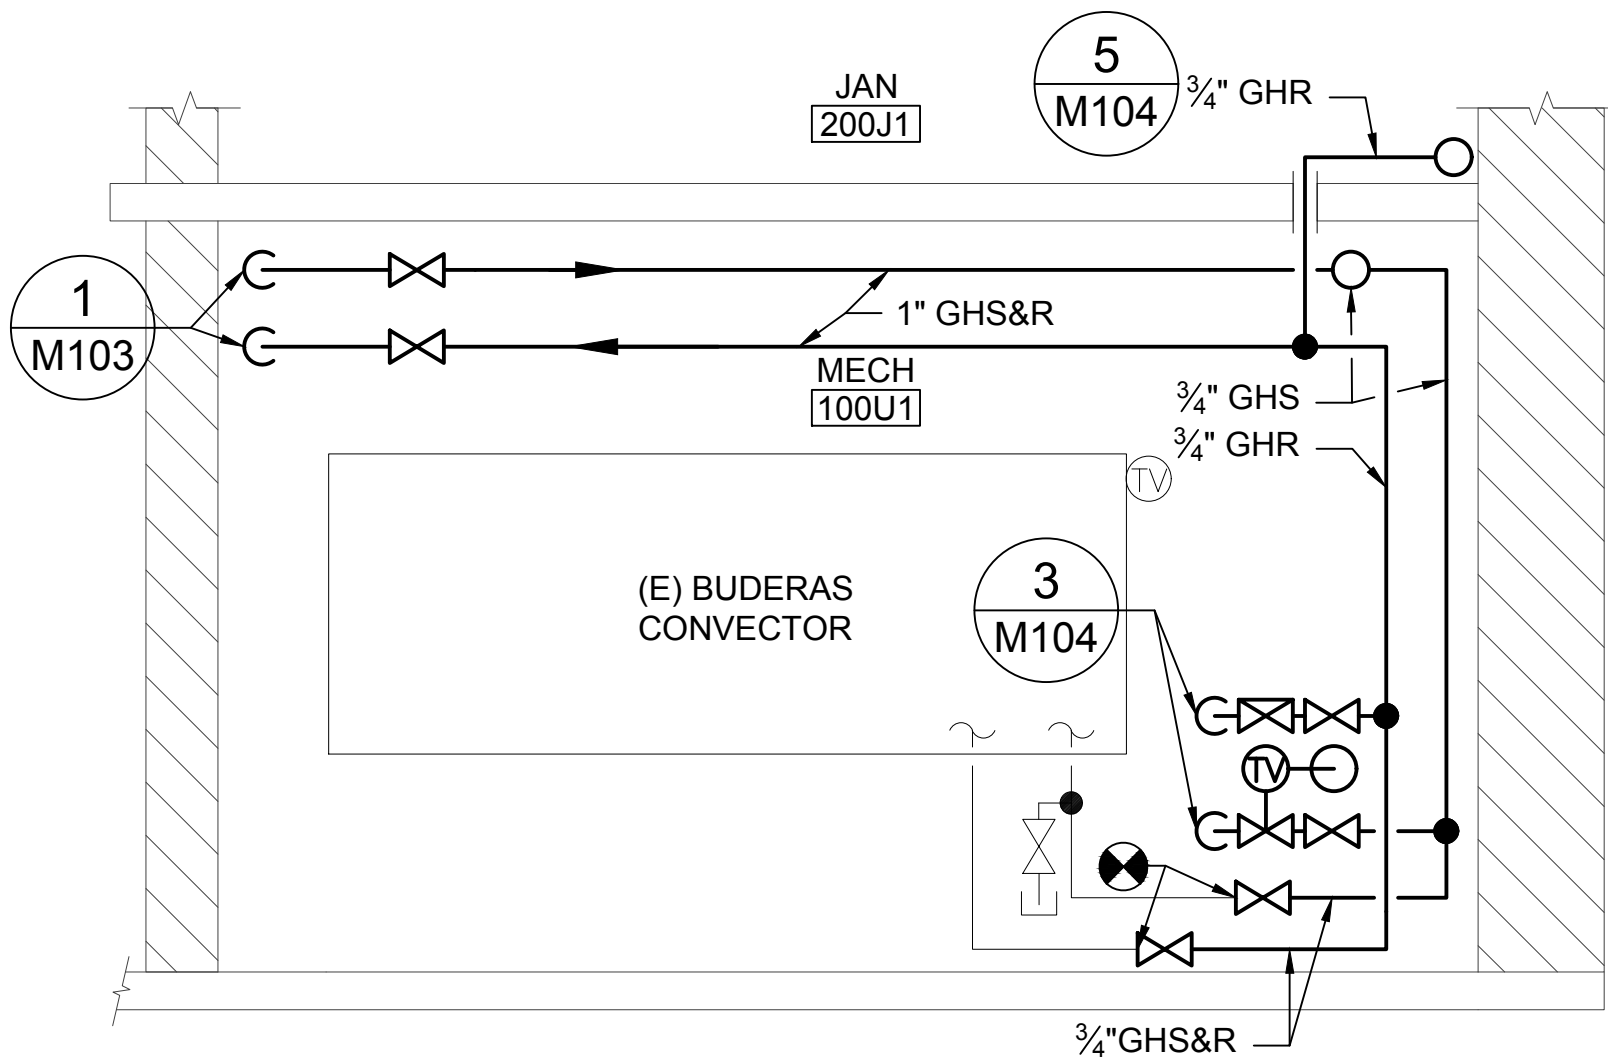 5
M104
¾" GHR
JAN
200J1
1
M103
1" GHS&R
MECH
100U1
¾" GHS
¾" GHR
TV
(E) BUDERAS
CONVECTOR
3
M104
TV
¾"GHS&R